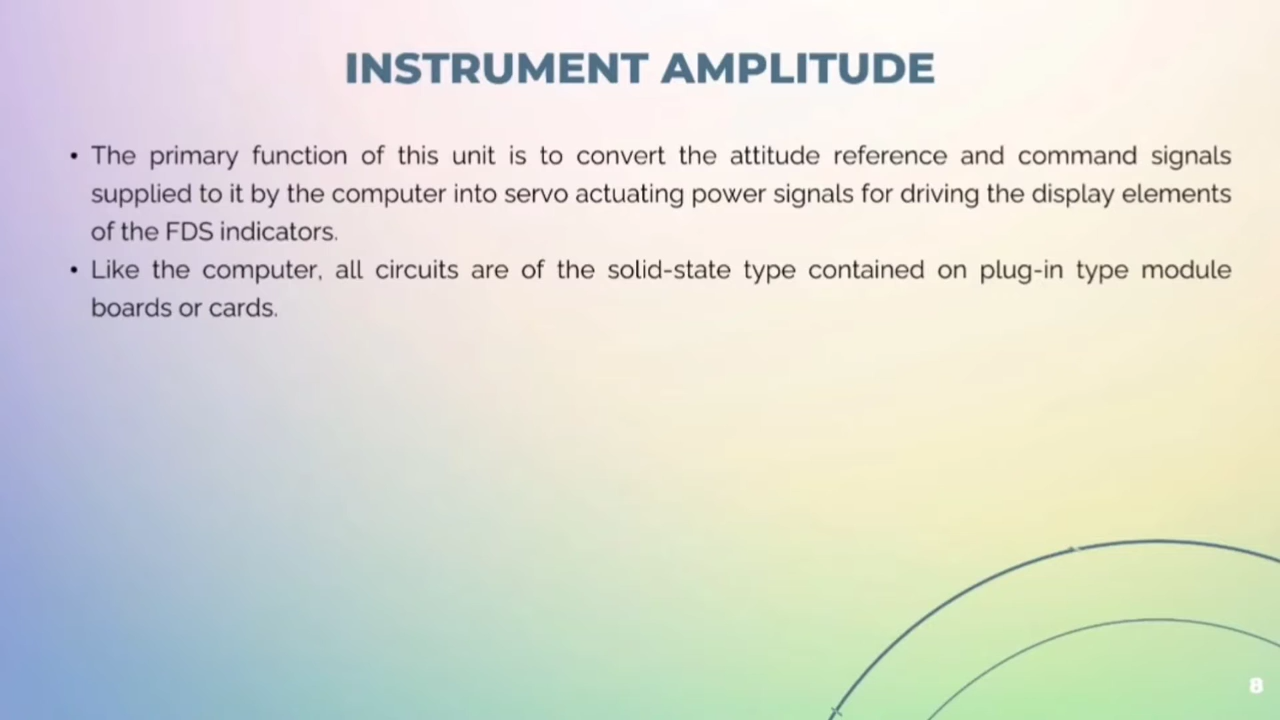 INSTRUMENT AMPLITUDE
• The primary function of this unit is to convert the attitude reference and command signals
supplied to it by the computer into servo actuating power signals for driving the display elements
of the FDS indicators.
• Like the computer, all circuits are of the solid-state type contained on plug-in type module
boards or cards.
8